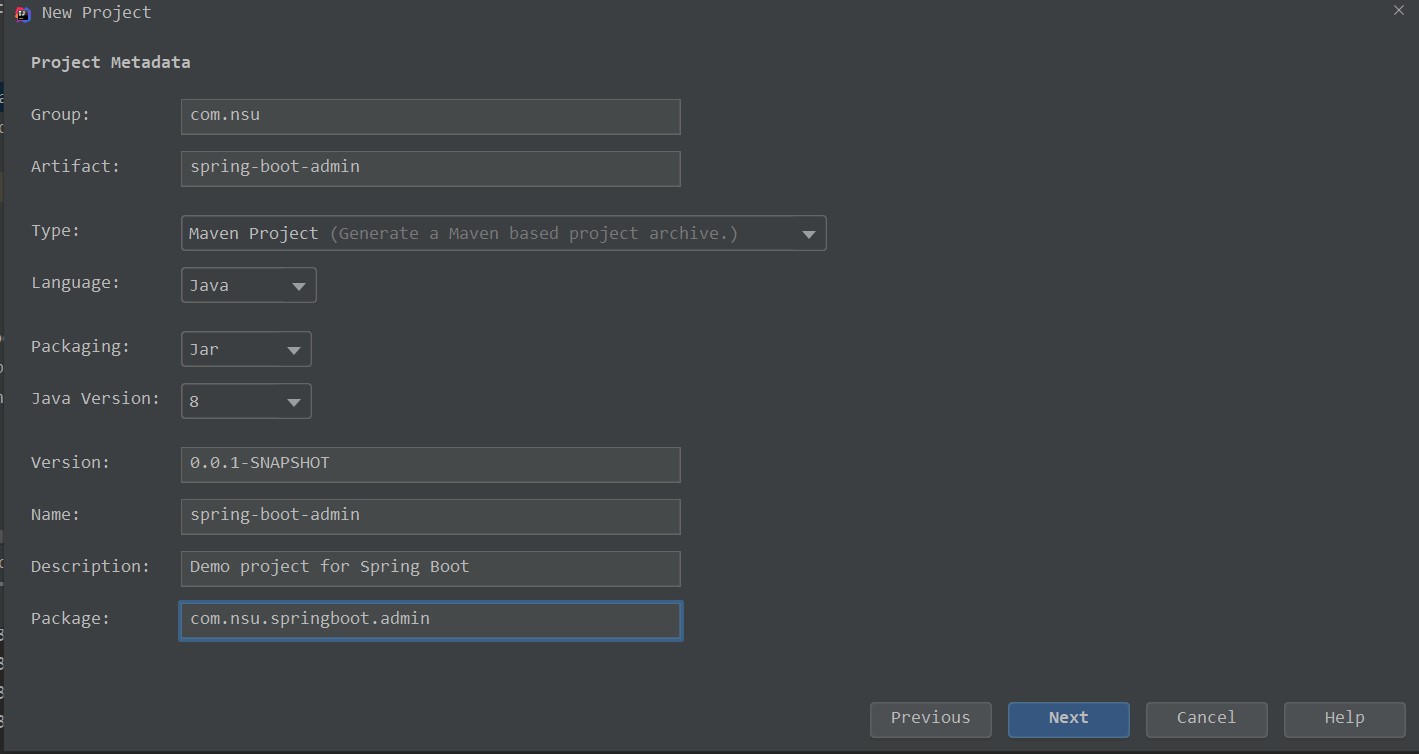 New Project
Project Metadata
Group: com.nsu
Artifact: spring-boot-admin
Type: Maven Project (Generate a Maven based project archive.)
Language: Java
Packaging: Jar
Java Version: 8
Version: 0.0.1-SNAPSHOT
Name: spring-boot-admin
Description: Demo project for Spring Boot
Package: com.nsu.springboot.admin
Previous Next Cancel Help